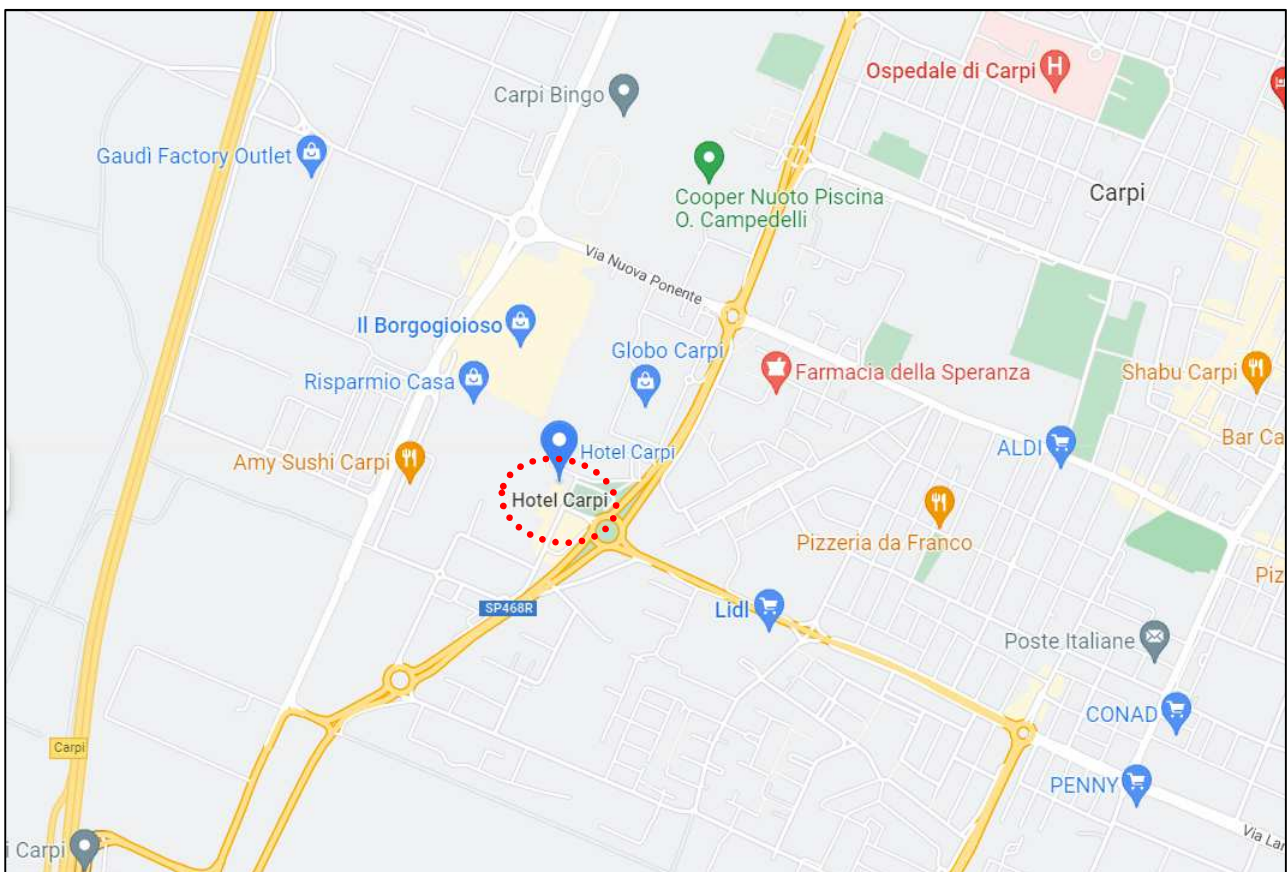 Ospedale di Carpi
H
Carpi Bingo
Gaudì Factory Outlet
Carpi
Cooper Nuoto Piscina
O. Campedelli
Via Nuova Ponente
Il Borgogioioso
Globo Carpi
Farmacia della Speranza
Shabu Carpi
Risparmio Casa
Bar Ca
ALDI
Hotel Carpi
Amy Sushi Carpi
Hotel Carpi
Pizzeria da Franco
Piz
SP468R
Lidl
Poste Italiane
CONAD
Carpi
PENNY
Via Lar
i Carpi